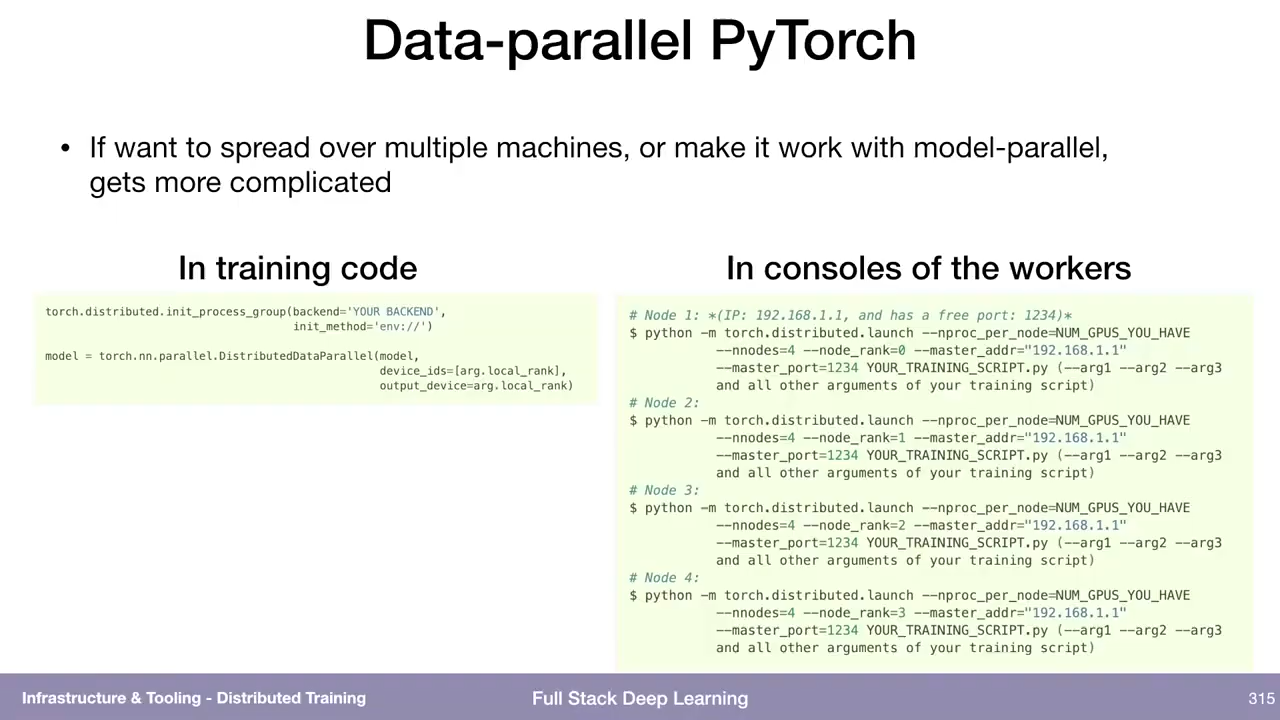 Data-parallel PyTorch
• If want to spread over multiple machines, or make it work with model-parallel,
gets more complicated
In training code
torch.distributed.init_process_group(backend='YOUR BACKEND',
init_method='env://')
model = torch.nn.parallel.DistributedDataParallel(model,
device_ids=[arg.local_rank],
output_device=arg.local_rank)
In consoles of the workers
# Node 1: *(IP: 192.168.1.1, and has a free port: 1234)*
$ python -m torch.distributed.launch --nproc_per_node=NUM_GPUS_YOU_HAVE
--nnodes=4 --node_rank=0 --master_addr="192.168.1.1"
--master_port=1234 YOUR_TRAINING_SCRIPT.py (--arg1 --arg2 --arg3
and all other arguments of your training script)
# Node 2:
$ python -m torch.distributed.launch --nproc_per_node=NUM_GPUS_YOU_HAVE
--nnodes=4 --node_rank=1 --master_addr="192.168.1.1"
--master_port=1234 YOUR_TRAINING_SCRIPT.py (--arg1 --arg2 --arg3
and all other arguments of your training script)
# Node 3:
$ python -m torch.distributed.launch --nproc_per_node=NUM_GPUS_YOU_HAVE
--nnodes=4 --node_rank=2 --master_addr="192.168.1.1"
--master_port=1234 YOUR_TRAINING_SCRIPT.py (--arg1 --arg2 --arg3
and all other arguments of your training script)
# Node 4:
$ python -m torch.distributed.launch --nproc_per_node=NUM_GPUS_YOU_HAVE
--nnodes=4 --node_rank=3 --master_addr="192.168.1.1"
--master_port=1234 YOUR_TRAINING_SCRIPT.py (--arg1 --arg2 --arg3
and all other arguments of your training script)
Infrastructure & Tooling - Distributed Training
Full Stack Deep Learning
315